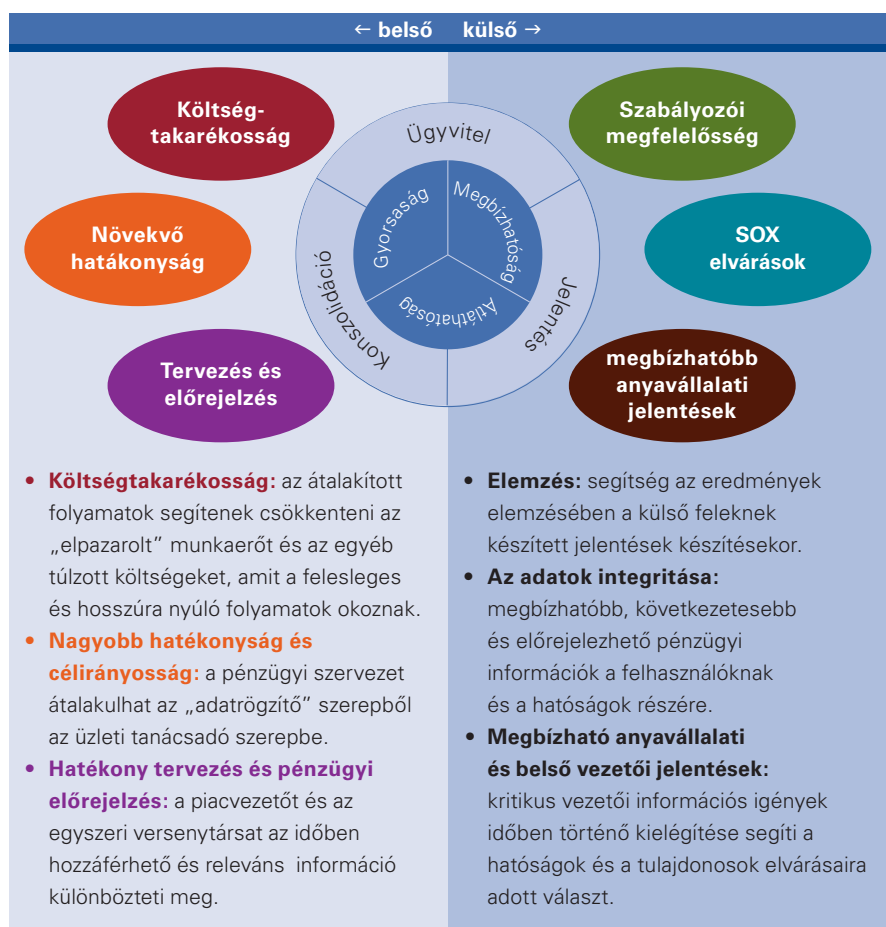 ← belső külső →
Költség-
takarékosság
Növekvő
hatákonyság
Tervezés és
előrejelzés
Ügyvitel
Konszolidáció
Jelentés
Gyorsaság
Megbízhatóság
Átláthatóság
Szabályozói
megfelelősség
SOX
elvárások
megbízhatóbb
anyavállalati
jelentések
• Költségtakarékosság: az átalakított
folyamatok segítenek csökkenteni az
„elpazarolt” munkaerőt és az egyéb
túlzott költségeket, amit a felesleges
és hosszúra nyúló folyamatok okoznak.
• Nagyobb hatékonyság és
célirányosság: a pénzügyi szervezet
átalakulhat az „adatrögzítő” szerepből
az üzleti tanácsadó szerepbe.
• Hatékony tervezés és pénzügyi
előrejelzés: a piacvezetőt és az
egyszeri versenytársat az időben
hozzáférhető és releváns információ
különbözteti meg.
• Elemzés: segítség az eredmények
elemzésében a külső feleknek
készített jelentések készítésekor.
• Az adatok integritása:
megbízhatóbb, következetesebb
és előrejelezhető pénzügyi
információk a felhasználóknak
és a hatóságok részére.
• Megbízható anyavállalati
és belső vezetői jelentések:
kritikus vezetői információs igények
időben történő kielégítése segíti a
hatóságok és a tulajdonosok elvárásaira
adott választ.